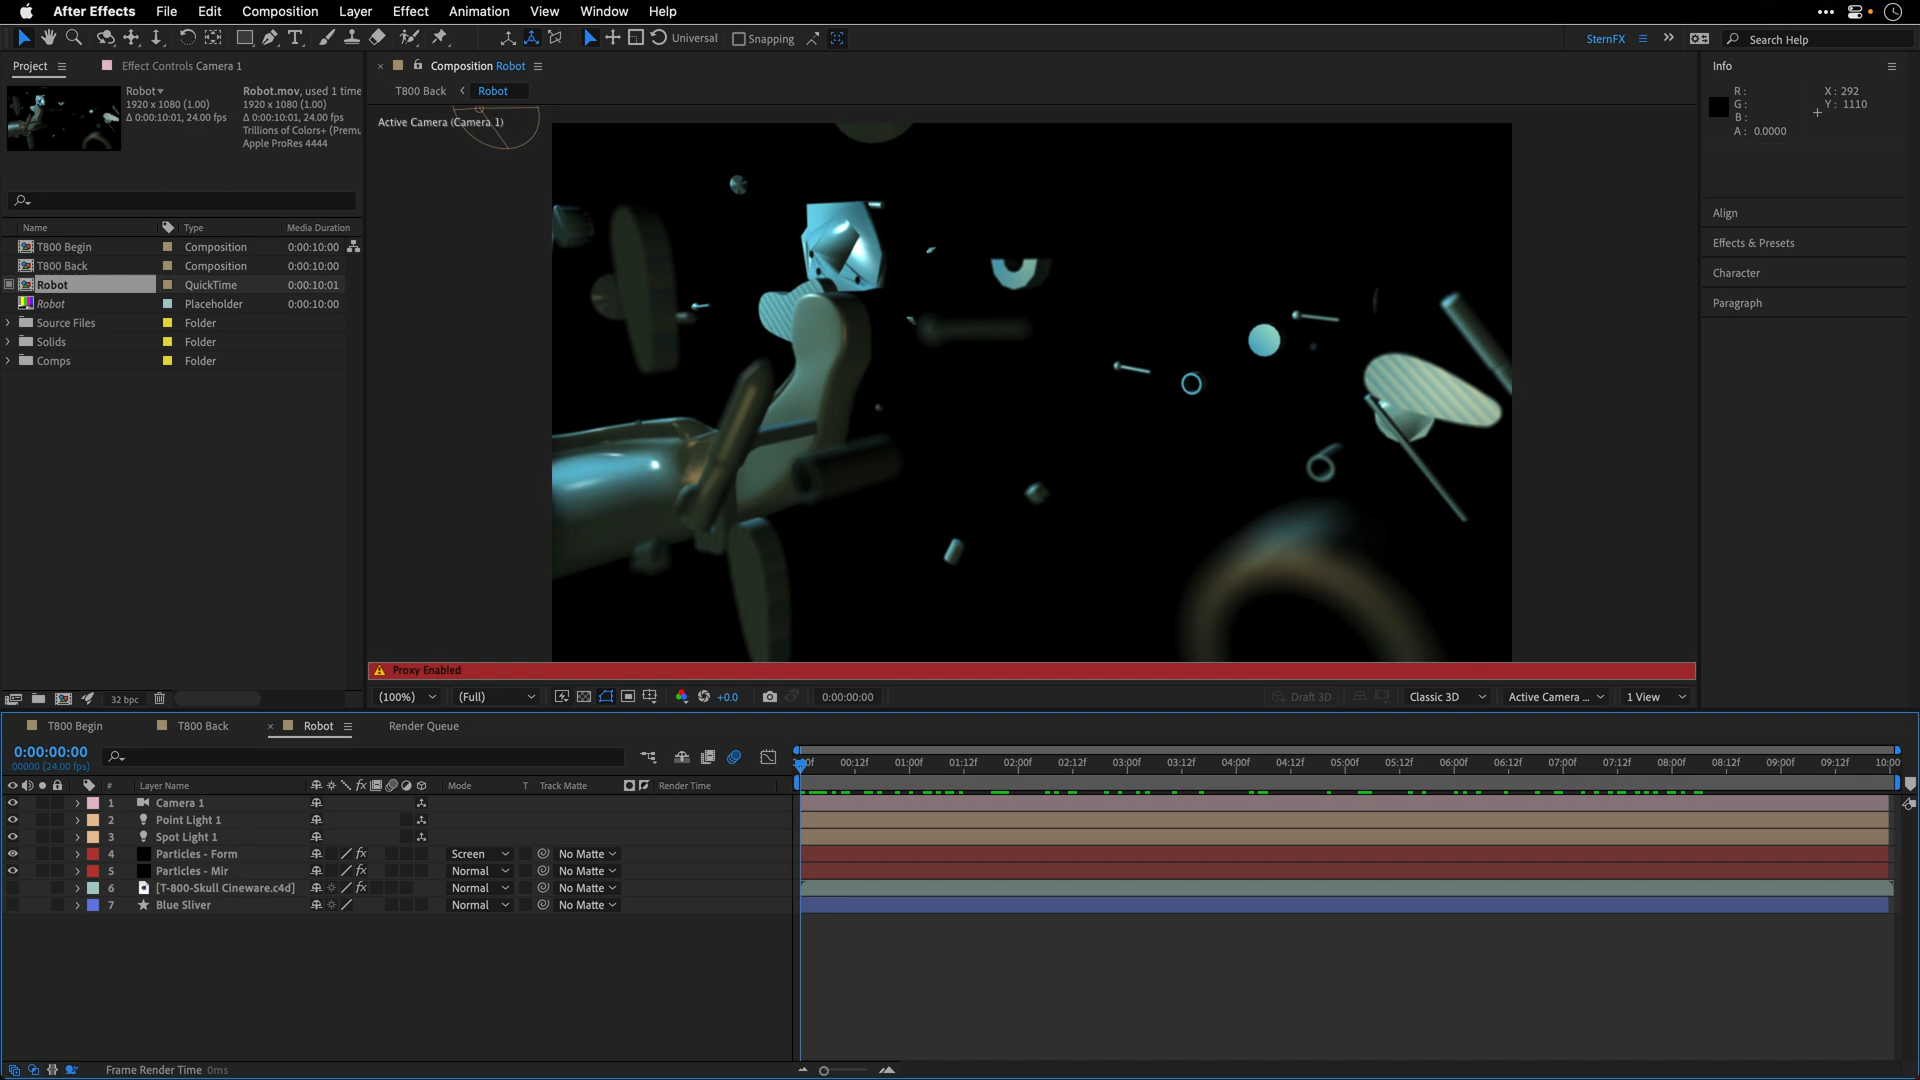 After Effects File Edit Composition Layer Effect Animation View Window Help
Universal
Snapping
SternFX
Search Help
Project
Effect Controls Camera 1
Robot
1920 x 1080 (1.00)
Δ 0:00:10:01, 24.00 fps
Robot.mov, used 1 time
1920 x 1080 (1.00)
Δ 0:00:10:01, 24.00 fps
Trillions of Colors+ (Premu
Apple ProRes 4444
Name Type Media Duration
T800 Begin Composition 0:00:10:00
T800 Back Composition 0:00:10:00
Robot QuickTime 0:00:10:01
Robot Placeholder 0:00:10:00
Source Files Folder
Solids Folder
Comps Folder
32 bpc
Composition Robot
T800 Back Robot
Active Camera (Camera 1)
Proxy Enabled
(100%) (Full) +0.0 0:00:00:00 Draft 3D Classic 3D Active Camera ... 1 View
Info
R :
G :
B :
A : 0.0000
X : 292
Y : 1110
Align
Effects & Presets
Character
Paragraph
T800 Begin T800 Back × Robot Render Queue
0:00:00:00
00000 (24.00 fps)
# Layer Name Mode T Track Matte Render Time
00:12f 01:00f 01:12f 02:00f 02:12f 03:00f 03:12f 04:00f 04:12f 05:00f 05:12f 06:00f 06:12f 07:00f 07:12f 08:00f 08:12f 09:00f 09:12f 10:00
1 Camera 1
2 Point Light 1
3 Spot Light 1
4 Particles - Form Screen No Matte
5 Particles - Mir Normal No Matte
6 [T-800-Skull Cineware.c4d] Normal No Matte
7 Blue Sliver Normal No Matte
Frame Render Time 0ms